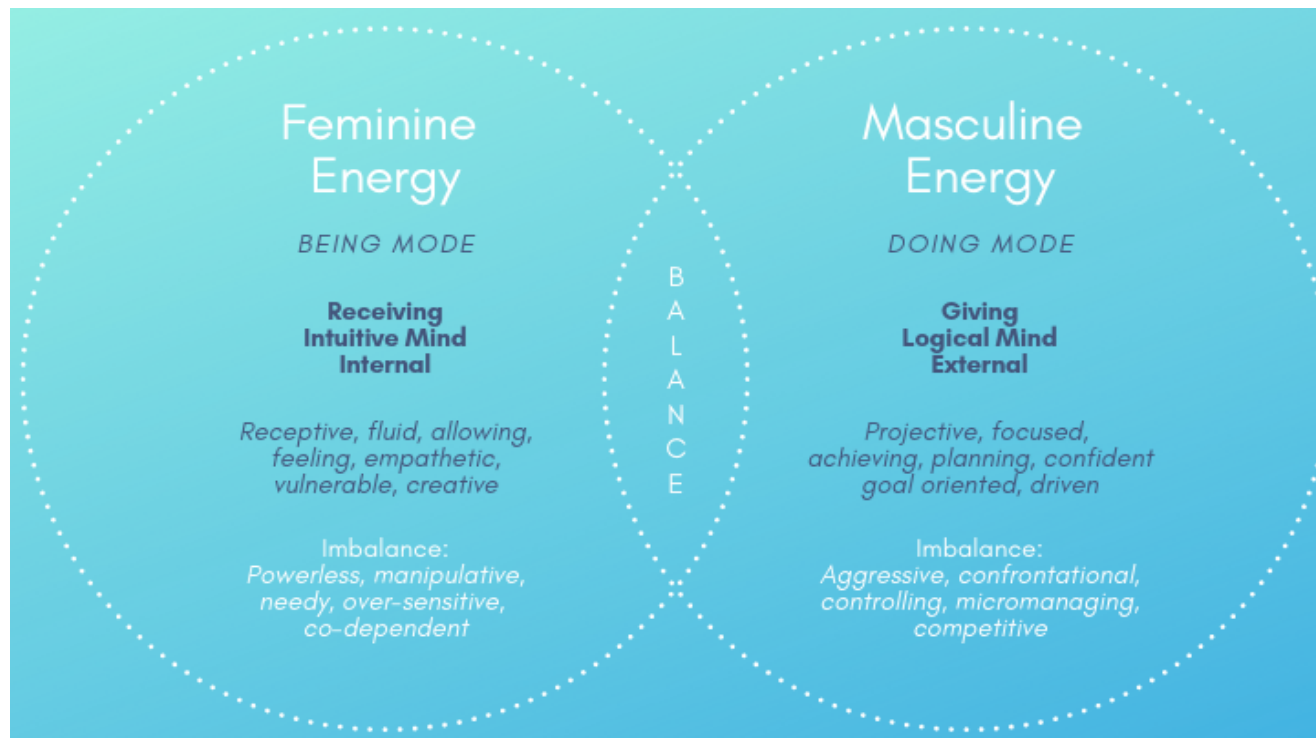 Feminine
Energy
BEING MODE
Receiving
Intuitive Mind
Internal
Receptive, fluid, allowing,
feeling, empathetic,
vulnerable, creative
Imbalance:
Powerless, manipulative,
needy, over-sensitive,
co-dependent
BALANCE
Masculine
Energy
DOING MODE
Giving
Logical Mind
External
Projective, focused,
achieving, planning, confident
goal oriented, driven
Imbalance:
Aggressive, confrontational,
controlling, micromanaging,
competitive